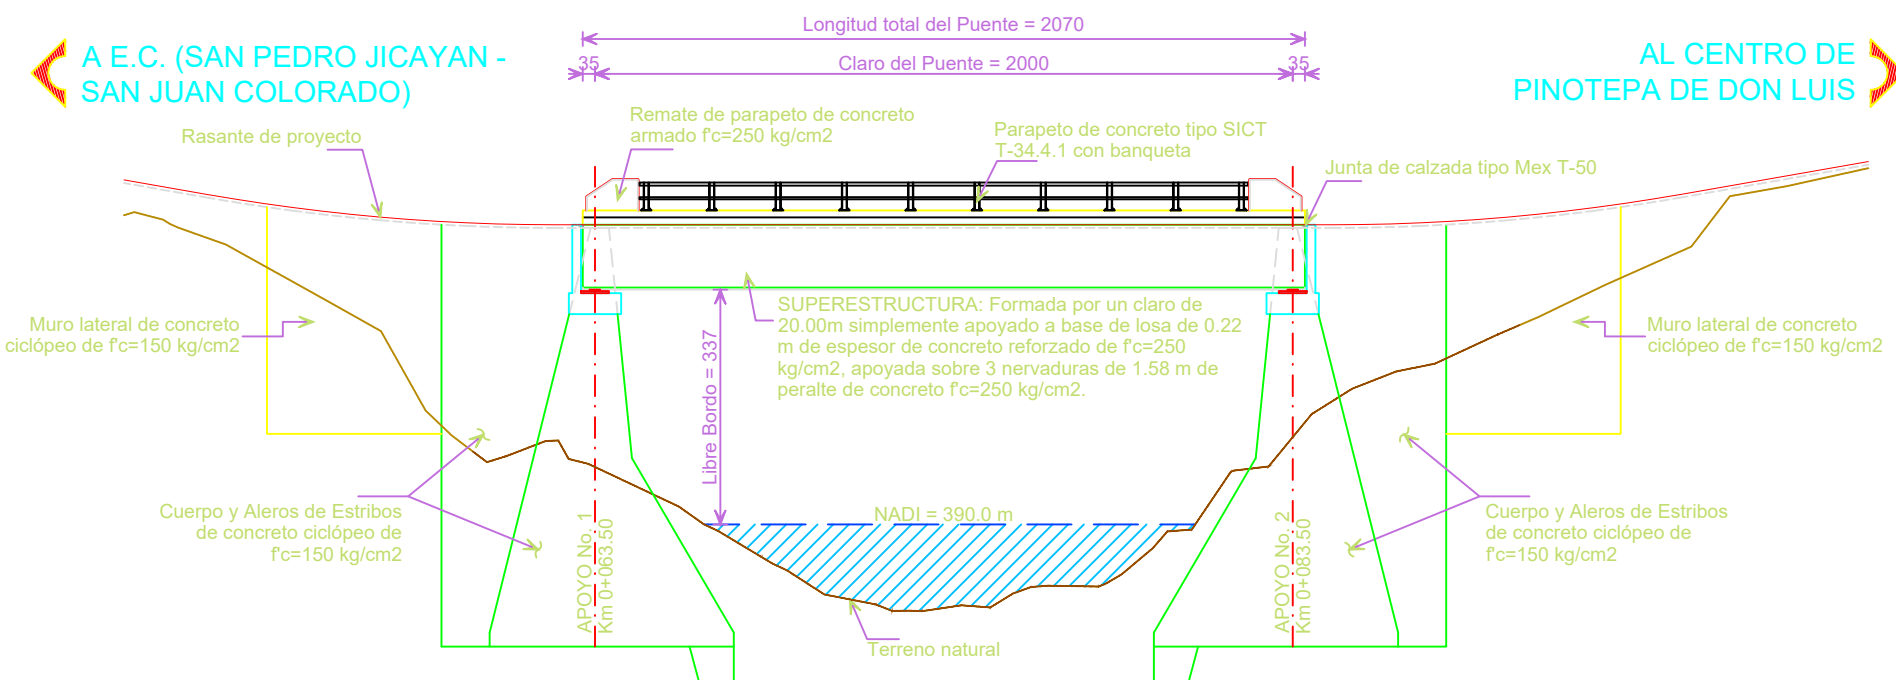 Longitud total del Puente = 2070
A E.C. (SAN PEDRO JICAYAN -
SAN JUAN COLORADO)
35
Claro del Puente = 2000
35
AL CENTRO DE
PINOTEPA DE DON LUIS
Rasante de proyecto
Remate de parapeto de concreto
armado f'c=250 kg/cm2
Parapeto de concreto tipo SICT
T-34.4.1 con banqueta
Junta de calzada tipo Mex T-50
Muro lateral de concreto
ciclópeo de f'c=150 kg/cm2
Libre Bordo = 337
SUPERESTRUCTURA: Formada por un claro de
20.00m simplemente apoyado a base de losa de 0.22
m de espesor de concreto reforzado de f'c=250
kg/cm2, apoyada sobre 3 nervaduras de 1.58 m de
peralte de concreto f'c=250 kg/cm2.
Muro lateral de concreto
ciclópeo de f'c=150 kg/cm2
Cuerpo y Aleros de Estribos
de concreto ciclópeo de
f'c=150 kg/cm2
APOYO No. 1
Km 0+063.50
NADI = 390.0 m
APOYO No. 2
Km 0+083.50
Cuerpo y Aleros de Estribos
de concreto ciclópeo de
f'c=150 kg/cm2
Terreno natural